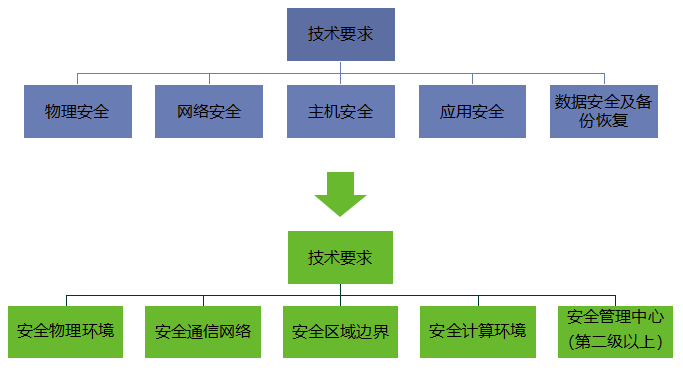 技术要求
物理安全
网络安全
主机安全
应用安全
数据安全及备
份恢复
技术要求
安全物理环境
安全通信网络
安全区域边界
安全计算环境
安全管理中心
（第二级以上）